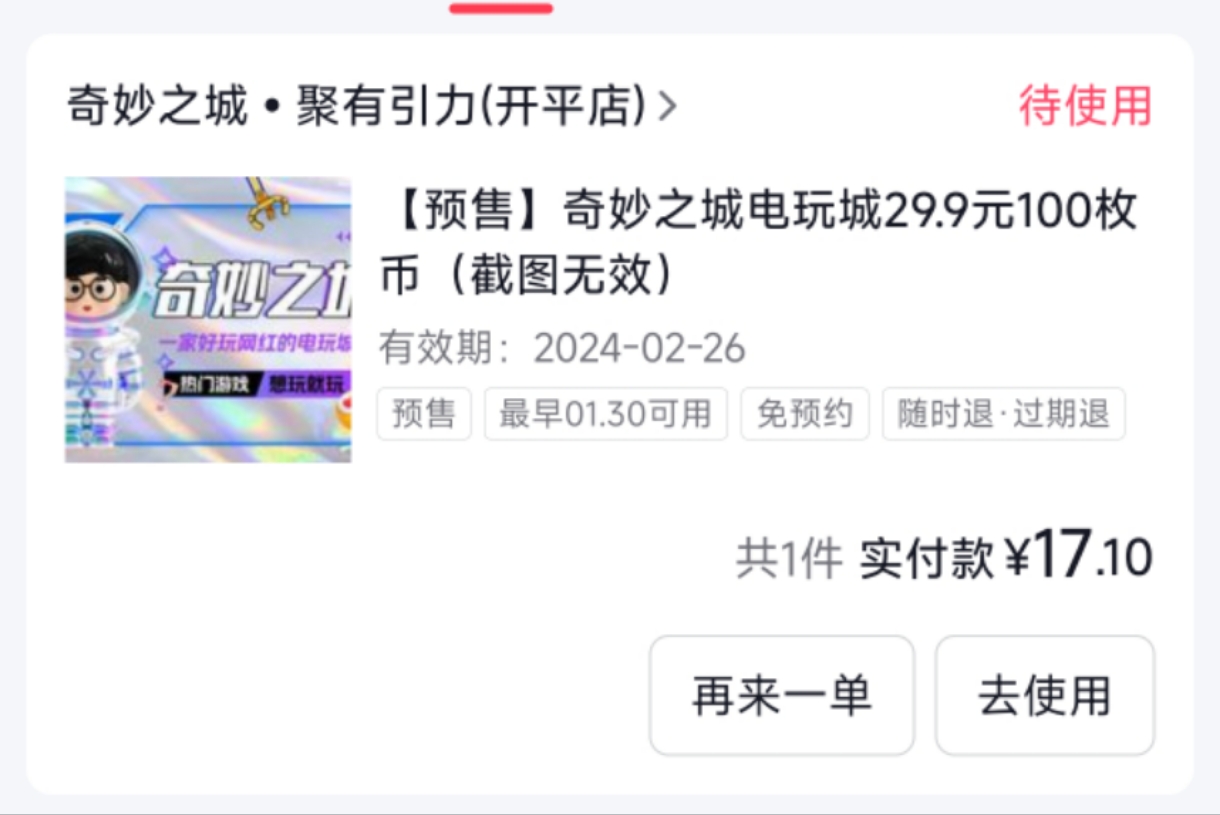 奇妙之城•聚有引力(开平店)>
待使用
奇妙之城
一家好玩网红的电玩城
热门游戏 想玩就玩
【预售】奇妙之城电玩城29.9元100枚
币（截图无效）
有效期：2024-02-26
预售 最早01.30可用 免预约 随时退·过期退
共1件 实付款 ¥17.10
再来一单 去使用